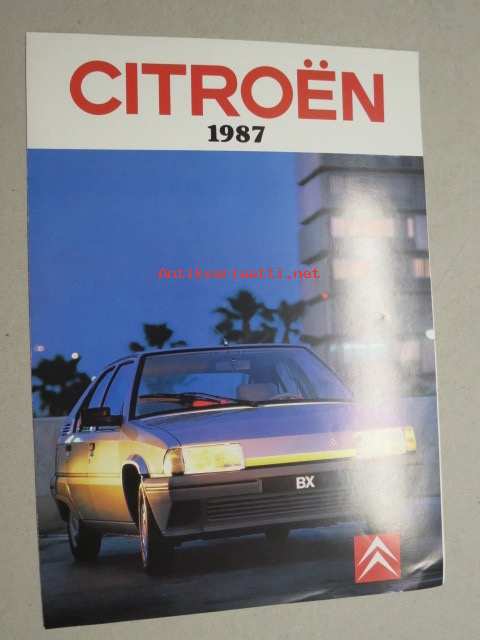 CITROËN
1987
Antikvariaatti.net
BX